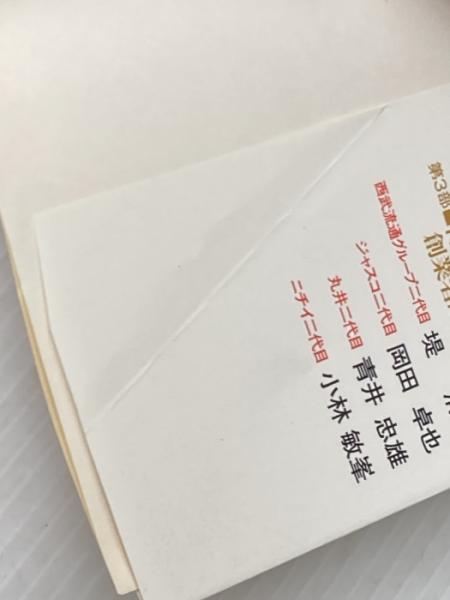 第3部
創業者
西武流通グループ二代目 堤
ジャスコ二代目 岡田 卓也
丸井二代目 青井 忠雄
ニチイ二代目 小林 敏峯